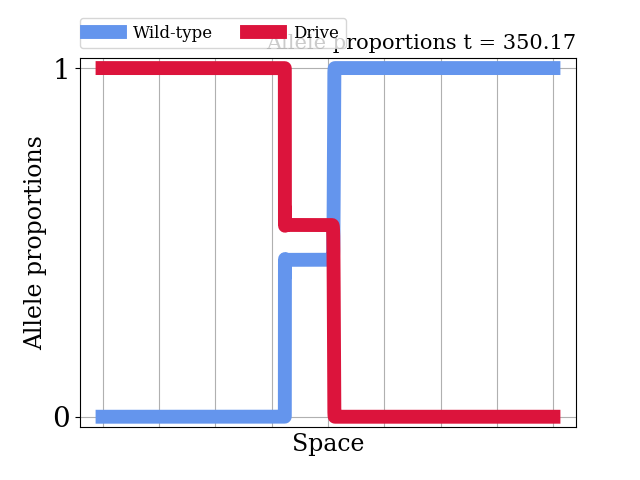 Wild-type Drive
Allele proportions t = 350.17
1
Allele proportions
0
Space